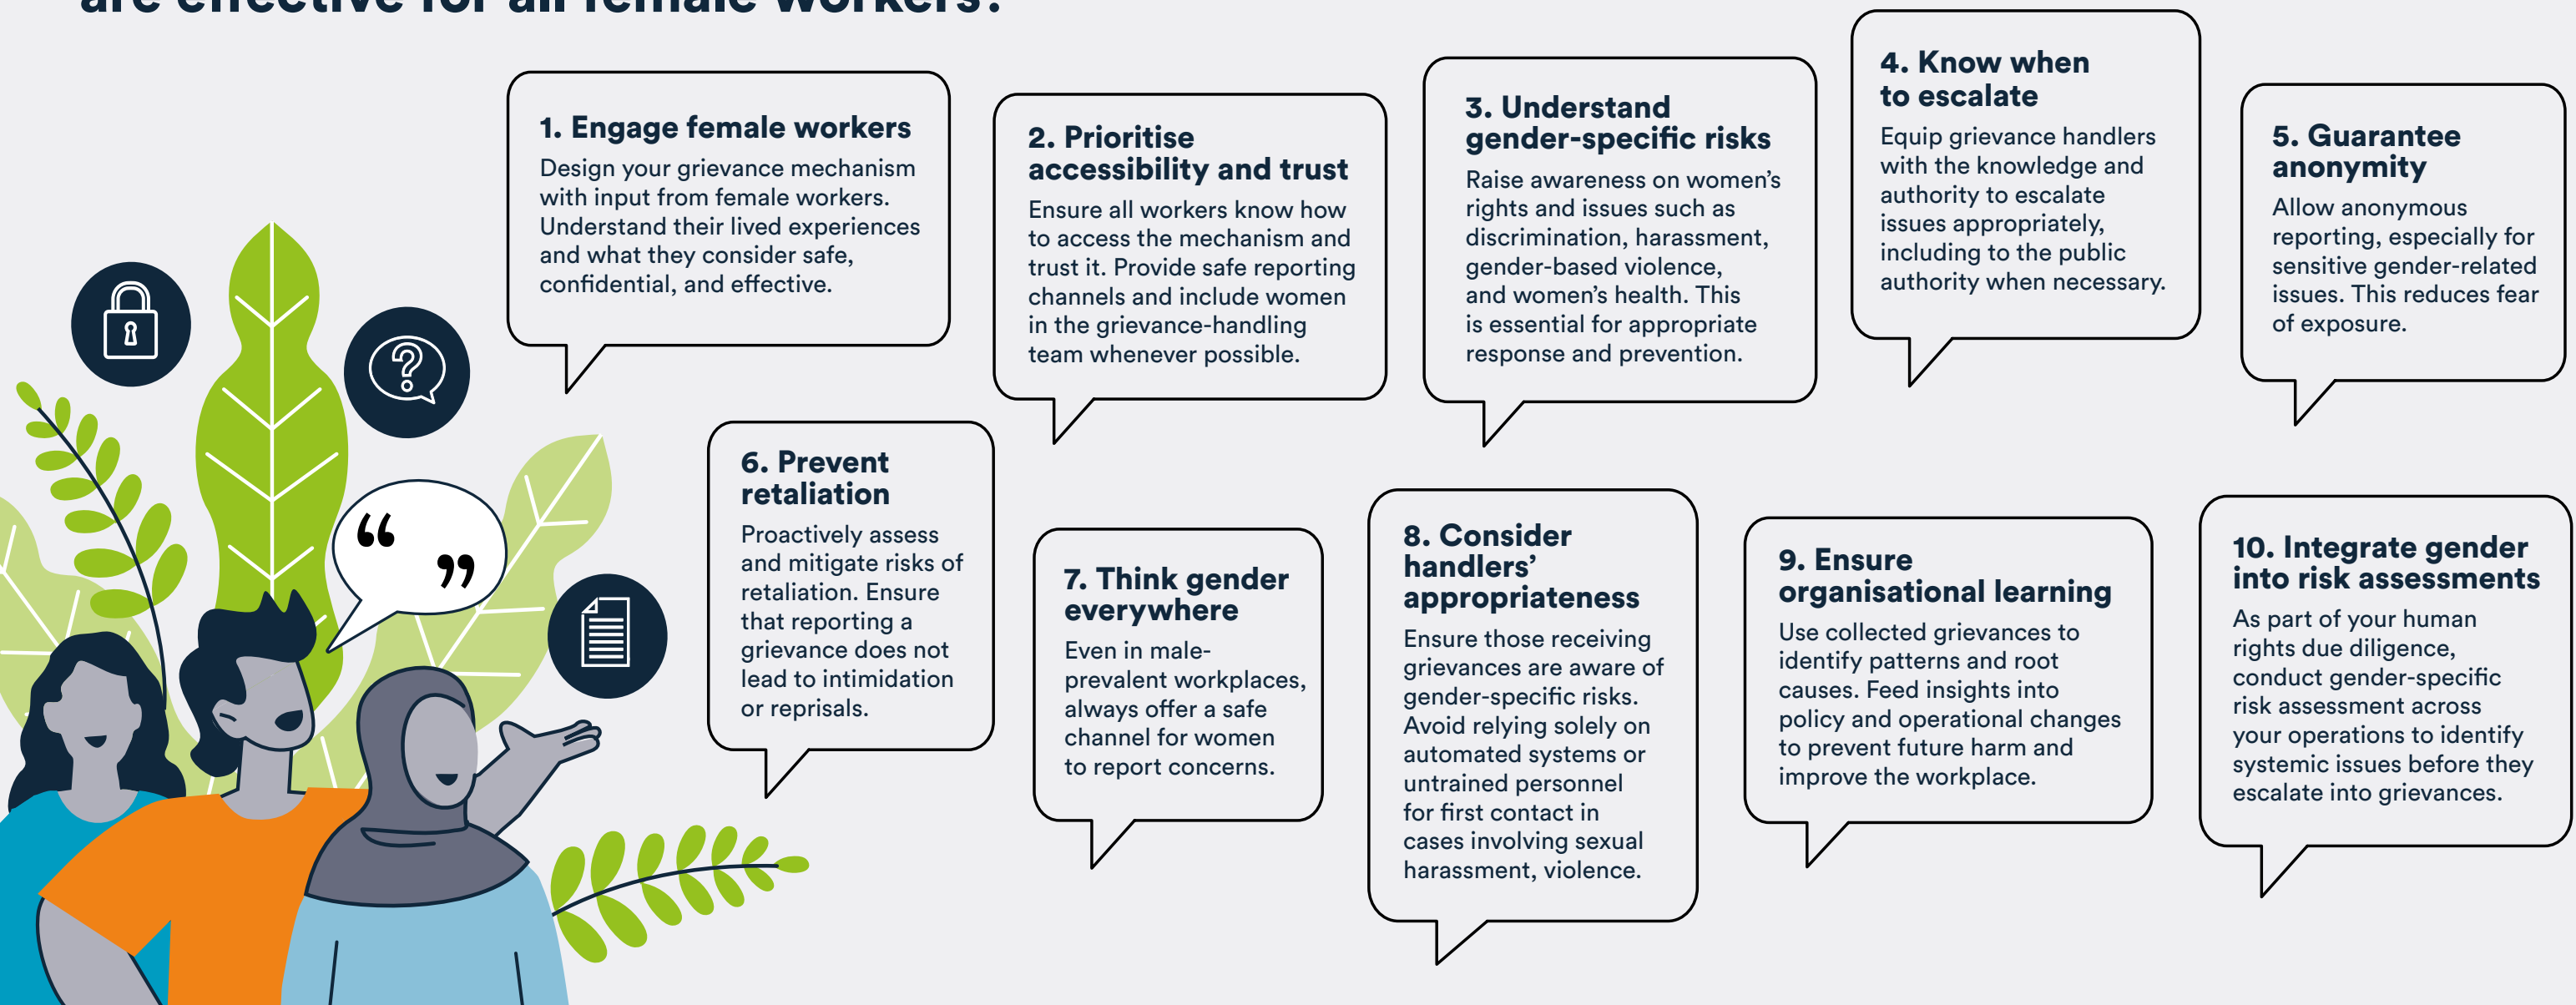 are effective for all female workers?
1. Engage female workers
Design your grievance mechanism
with input from female workers.
Understand their lived experiences
and what they consider safe,
confidential, and effective.
2. Prioritise
accessibility and trust
Ensure all workers know how
to access the mechanism and
trust it. Provide safe reporting
channels and include women
in the grievance-handling
team whenever possible.
3. Understand
gender-specific risks
Raise awareness on women’s
rights and issues such as
discrimination, harassment,
gender-based violence,
and women’s health. This
is essential for appropriate
response and prevention.
4. Know when
to escalate
Equip grievance handlers
with the knowledge and
authority to escalate
issues appropriately,
including to the public
authority when necessary.
5. Guarantee
anonymity
Allow anonymous
reporting, especially for
sensitive gender-related
issues. This reduces fear
of exposure.
6. Prevent
retaliation
Proactively assess
and mitigate risks of
retaliation. Ensure
that reporting a
grievance does not
lead to intimidation
or reprisals.
7. Think gender
everywhere
Even in male-
prevalent workplaces,
always offer a safe
channel for women
to report concerns.
8. Consider
handlers’
appropriateness
Ensure those receiving
grievances are aware of
gender-specific risks.
Avoid relying solely on
automated systems or
untrained personnel
for first contact in
cases involving sexual
harassment, violence.
9. Ensure
organisational learning
Use collected grievances to
identify patterns and root
causes. Feed insights into
policy and operational changes
to prevent future harm and
improve the workplace.
10. Integrate gender
into risk assessments
As part of your human
rights due diligence,
conduct gender-specific
risk assessment across
your operations to identify
systemic issues before they
escalate into grievances.